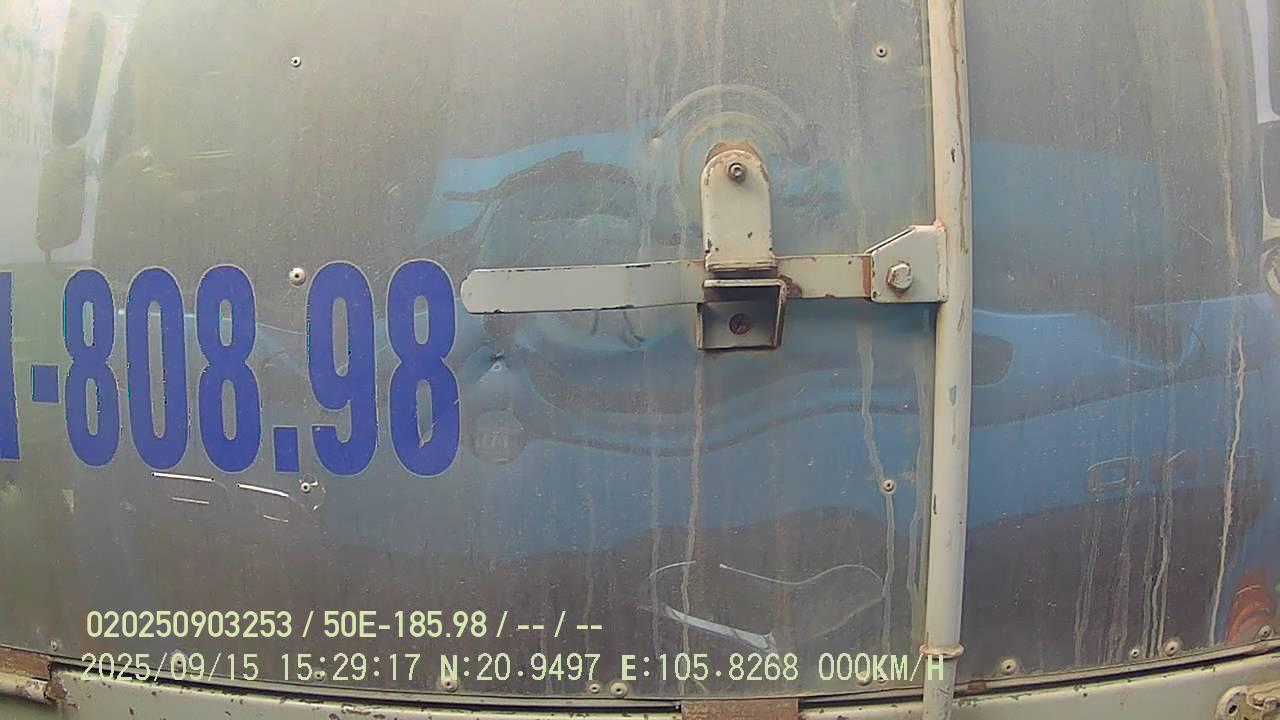 -808.98
020250903253 / 50E-185.98 / -- / --
2025/09/15 15:29:17 N:20.9497 E:105.8268 000KM/H